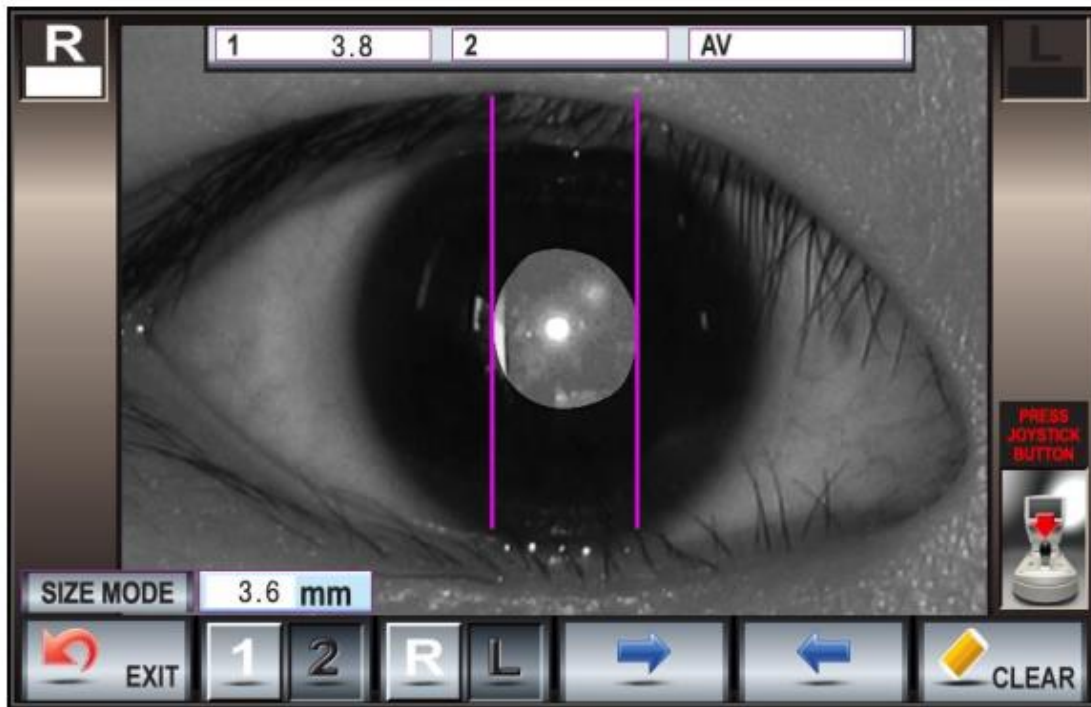 R
1 3.8 2 AV
L
PRESS
JOYSTICK
BUTTON
SIZE MODE 3.6 mm
EXIT 1 2 R L CLEAR